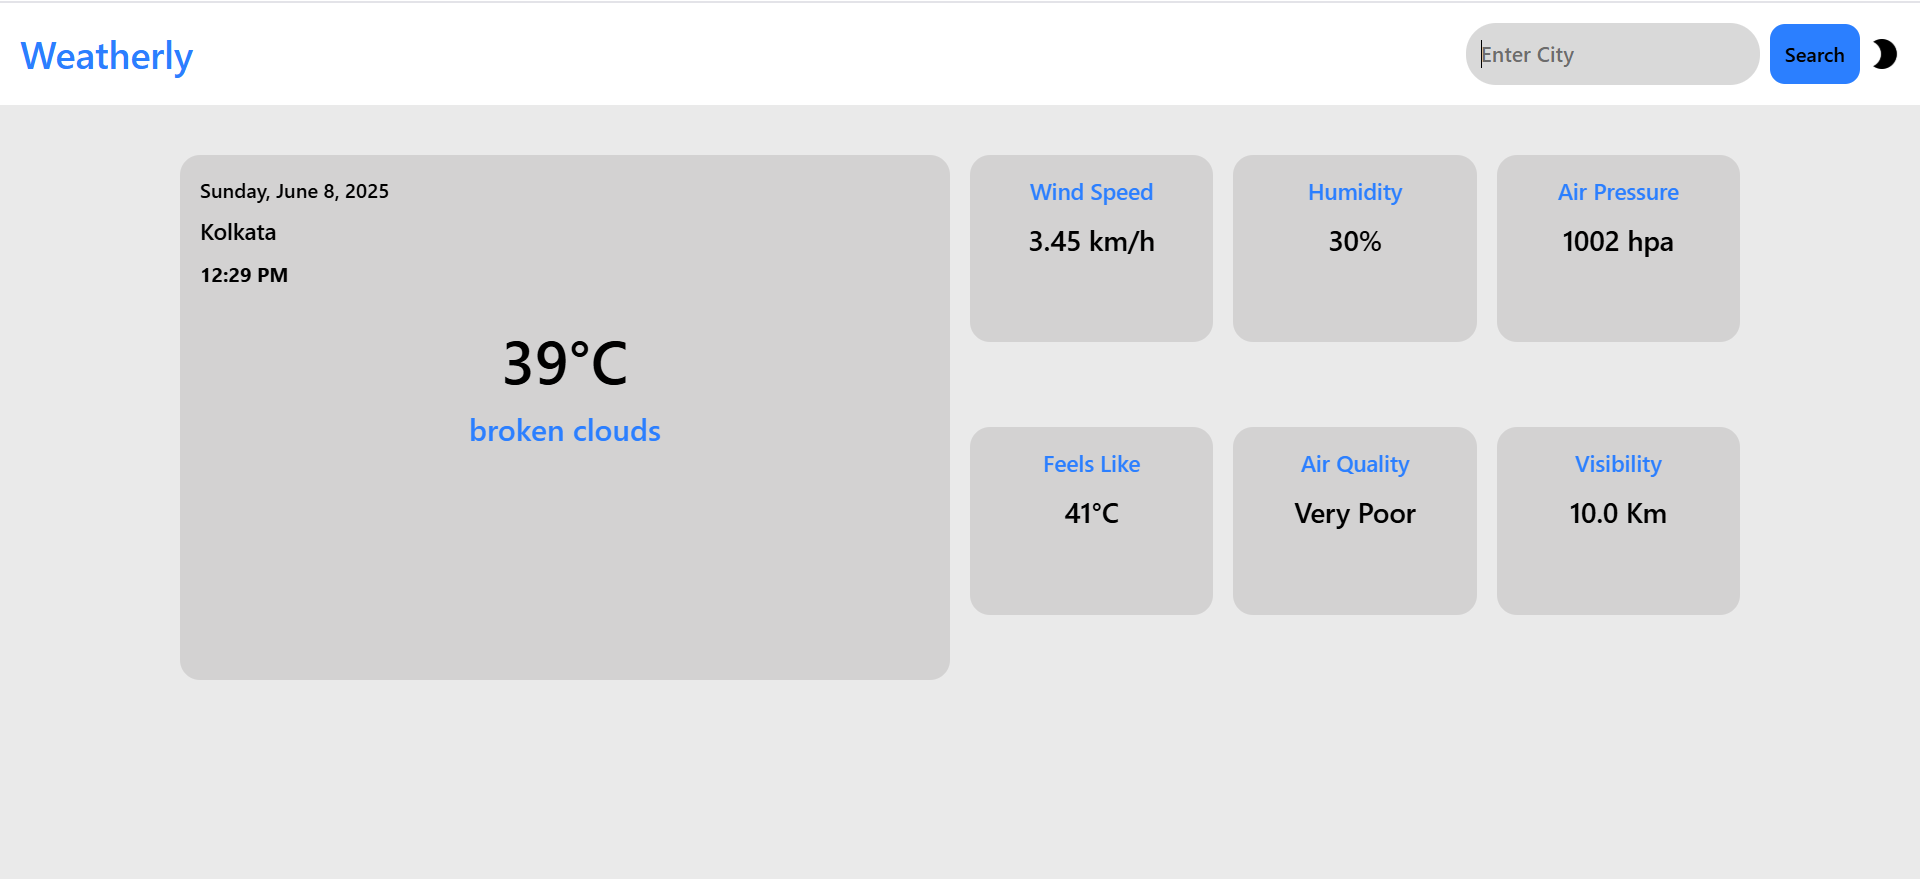 Weatherly
Enter City
Search
Sunday, June 8, 2025
Kolkata
12:29 PM
39°C
broken clouds
Wind Speed
3.45 km/h
Humidity
30%
Air Pressure
1002 hpa
Feels Like
41°C
Air Quality
Very Poor
Visibility
10.0 Km